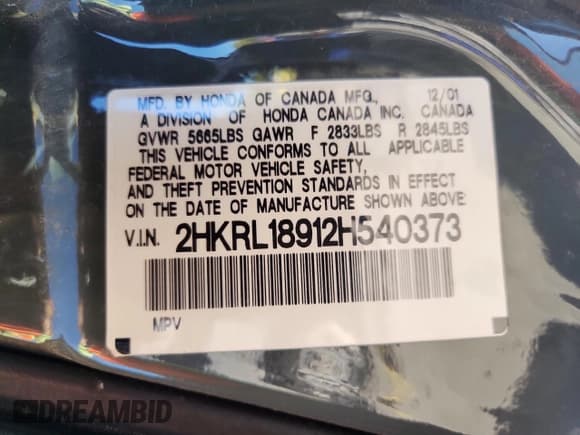 MFD. BY HONDA OF CANADA MFG., 12/01
A DIVISION OF HONDA CANADA INC. CANADA
GVWR 5665LBS GAWR F 2833LBS R 2845LBS
THIS VEHICLE CONFORMS TO ALL APPLICABLE
FEDERAL MOTOR VEHICLE SAFETY,
AND THEFT PREVENTION STANDARDS IN EFFECT
ON THE DATE OF MANUFACTURE SHOWN ABOVE.
V.I.N. 2HKRL18912H540373
MPV
DREAMBID